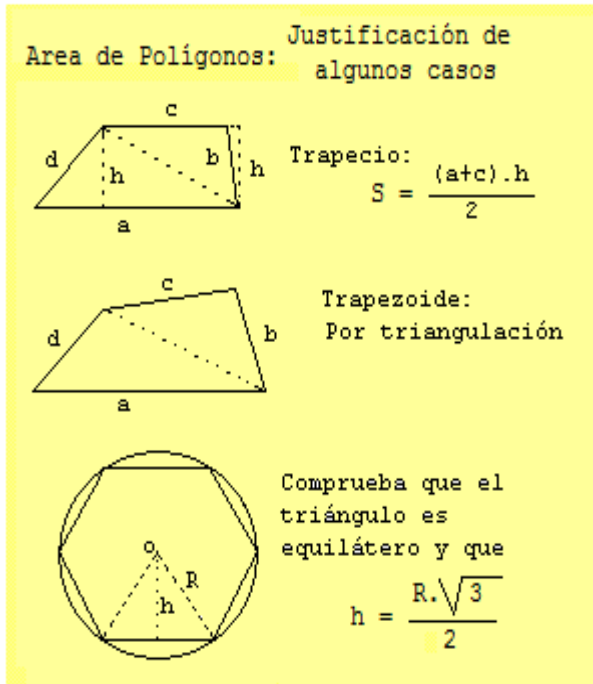 Area de Polígonos:
Justificación de
algunos casos
c
d
h
b
h
a
Trapecio:
S = (a+c).h / 2
c
d
b
a
Trapezoide:
Por triangulación
o
R
h
Comprueba que el
triángulo es
equilátero y que
h = R.√3 / 2